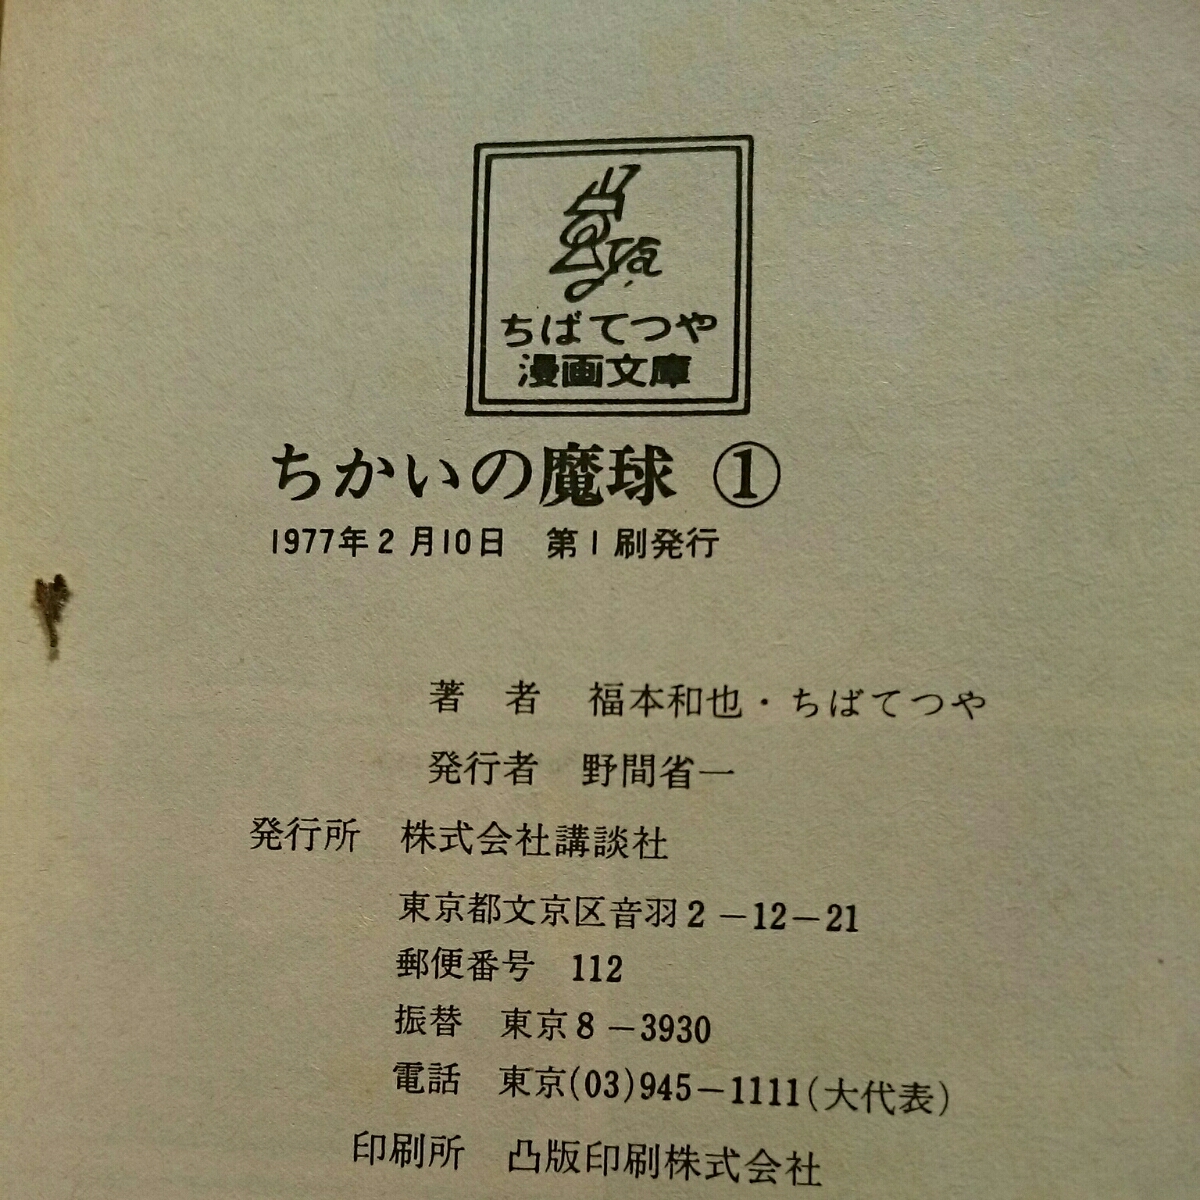 ちばてつや
漫画文庫
ちかいの魔球 ①
1977年2月10日 第1刷発行
著 者 福本和也・ちばてつや
発行者 野間省一
発行所 株式会社講談社
東京都文京区音羽2-12-21
郵便番号 112
振替 東京8-3930
電話 東京(03)945-1111(大代表)
印刷所 凸版印刷株式会社